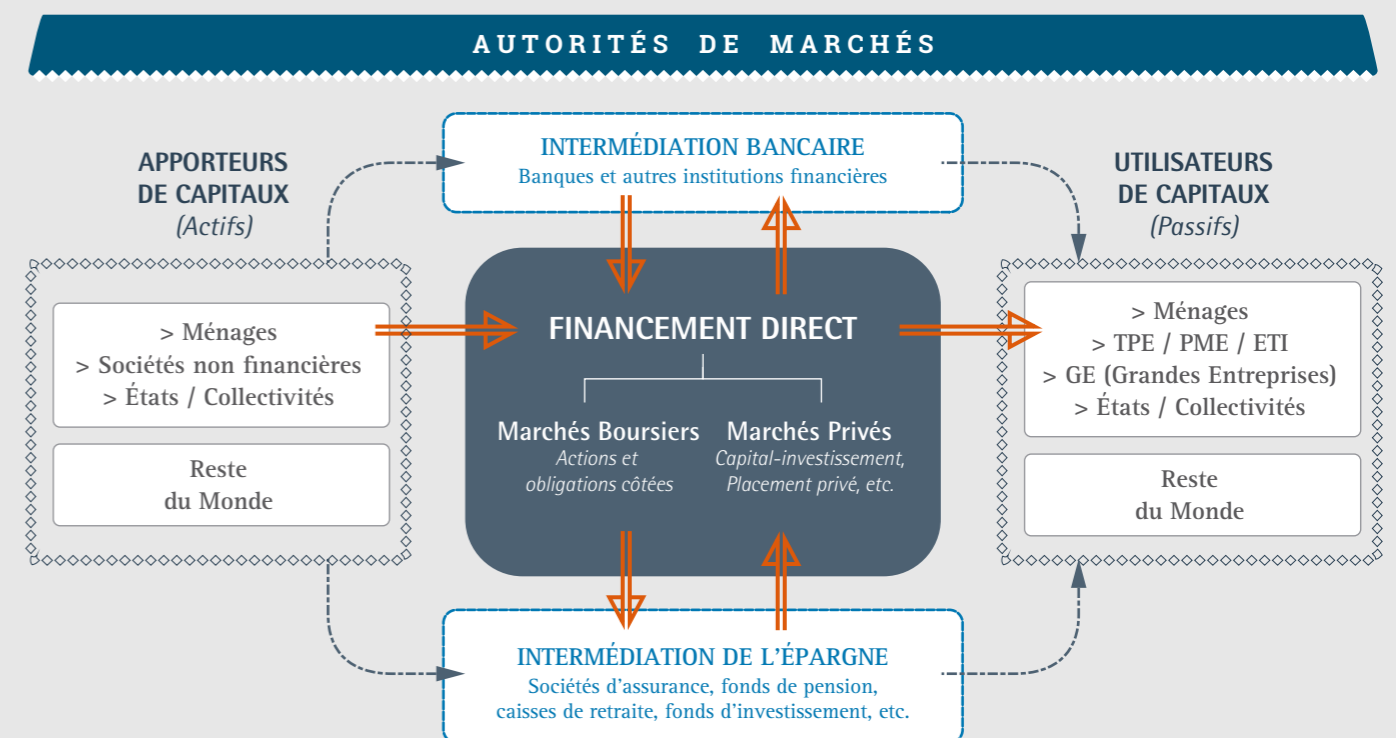 AUTORITÉS DE MARCHÉS
INTERMÉDIATION BANCAIRE
Banques et autres institutions financières
APPORTEURS
DE CAPITAUX
(Actifs)
> Ménages
> Sociétés non financières
> États / Collectivités
Reste
du Monde
FINANCEMENT DIRECT
Marchés Boursiers
Actions et
obligations côtées
Marchés Privés
Capital-investissement,
Placement privé, etc.
UTILISATEURS
DE CAPITAUX
(Passifs)
> Ménages
> TPE / PME / ETI
> GE (Grandes Entreprises)
> États / Collectivités
Reste
du Monde
INTERMÉDIATION DE L'ÉPARGNE
Sociétés d'assurance, fonds de pension,
caisses de retraite, fonds d'investissement, etc.